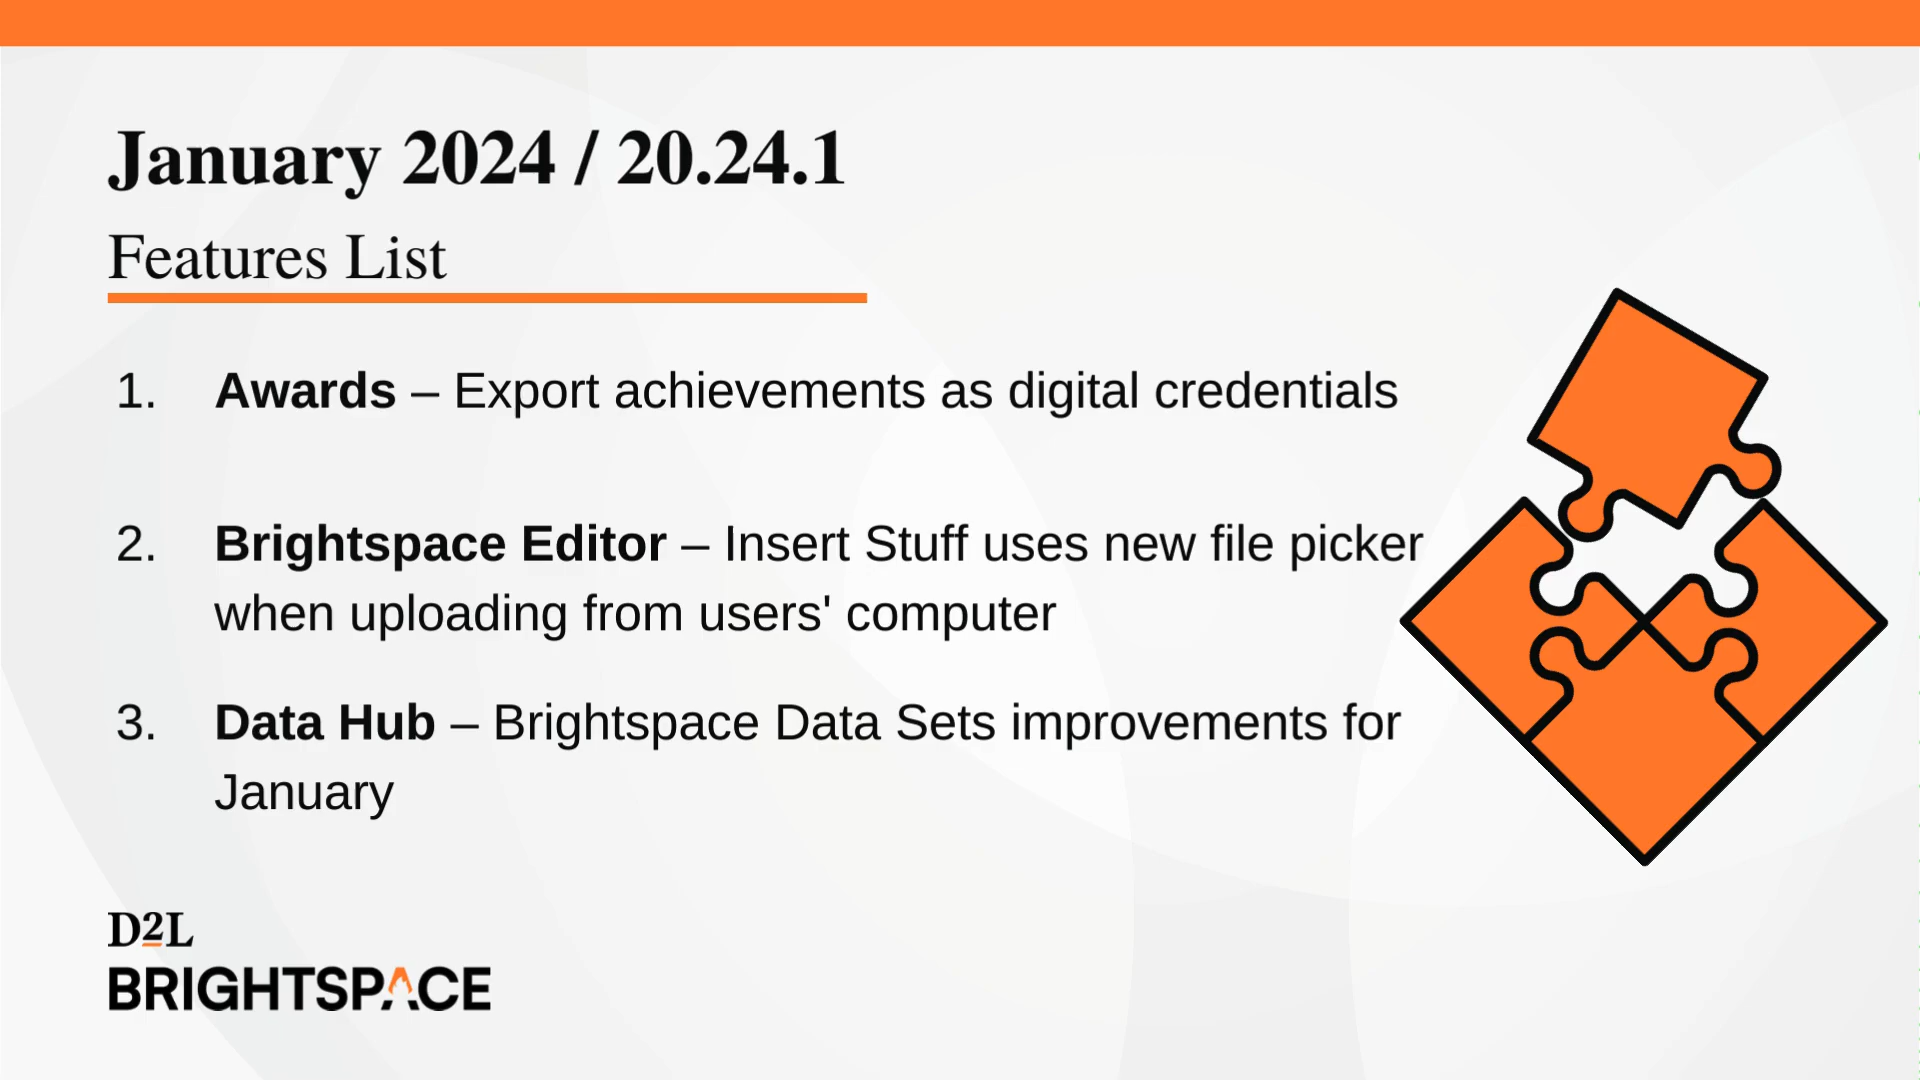 January 2024 / 20.24.1
Features List
1. Awards – Export achievements as digital credentials
2. Brightspace Editor – Insert Stuff uses new file picker
when uploading from users' computer
3. Data Hub – Brightspace Data Sets improvements for
January
D2L
BRIGHTSPACE